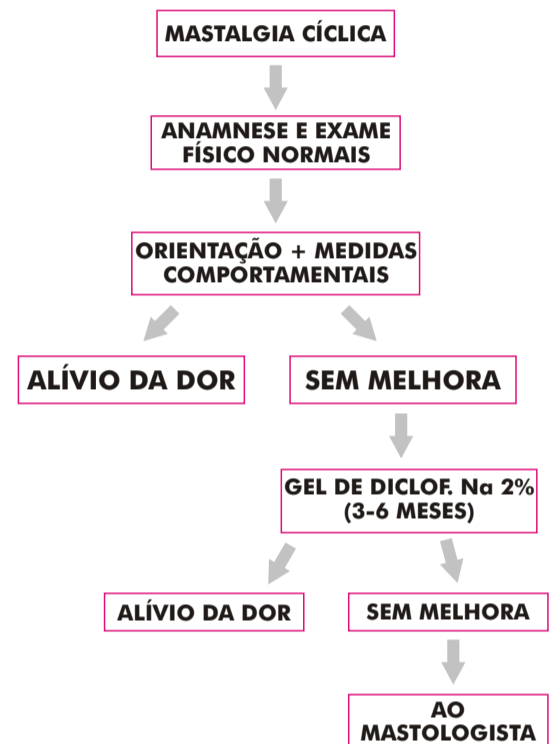 MASTALGIA CÍCLICA
ANAMNESE E EXAME
FÍSICO NORMAIS
ORIENTAÇÃO + MEDIDAS
COMPORTAMENTAIS
ALÍVIO DA DOR
SEM MELHORA
GEL DE DICLOF. Na 2%
(3-6 MESES)
ALÍVIO DA DOR
SEM MELHORA
AO
MASTOLOGISTA